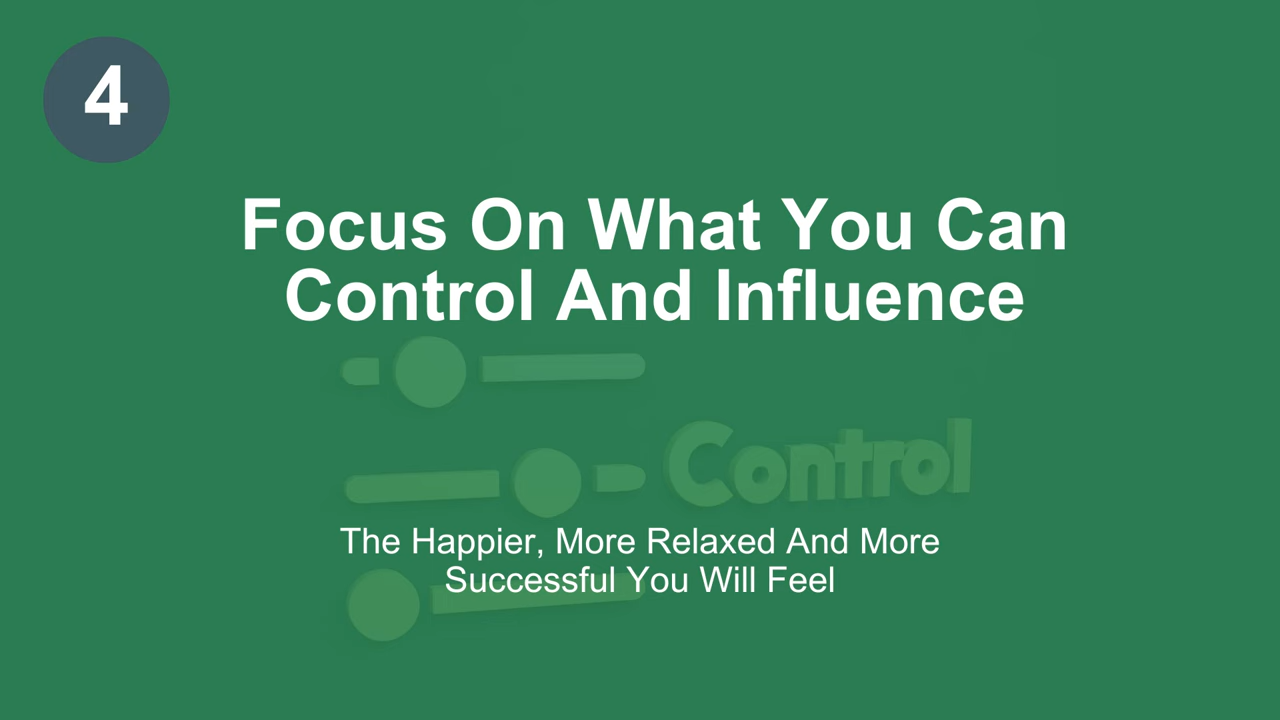 4
Focus On What You Can
Control And Influence
Control
The Happier, More Relaxed And More
Successful You Will Feel